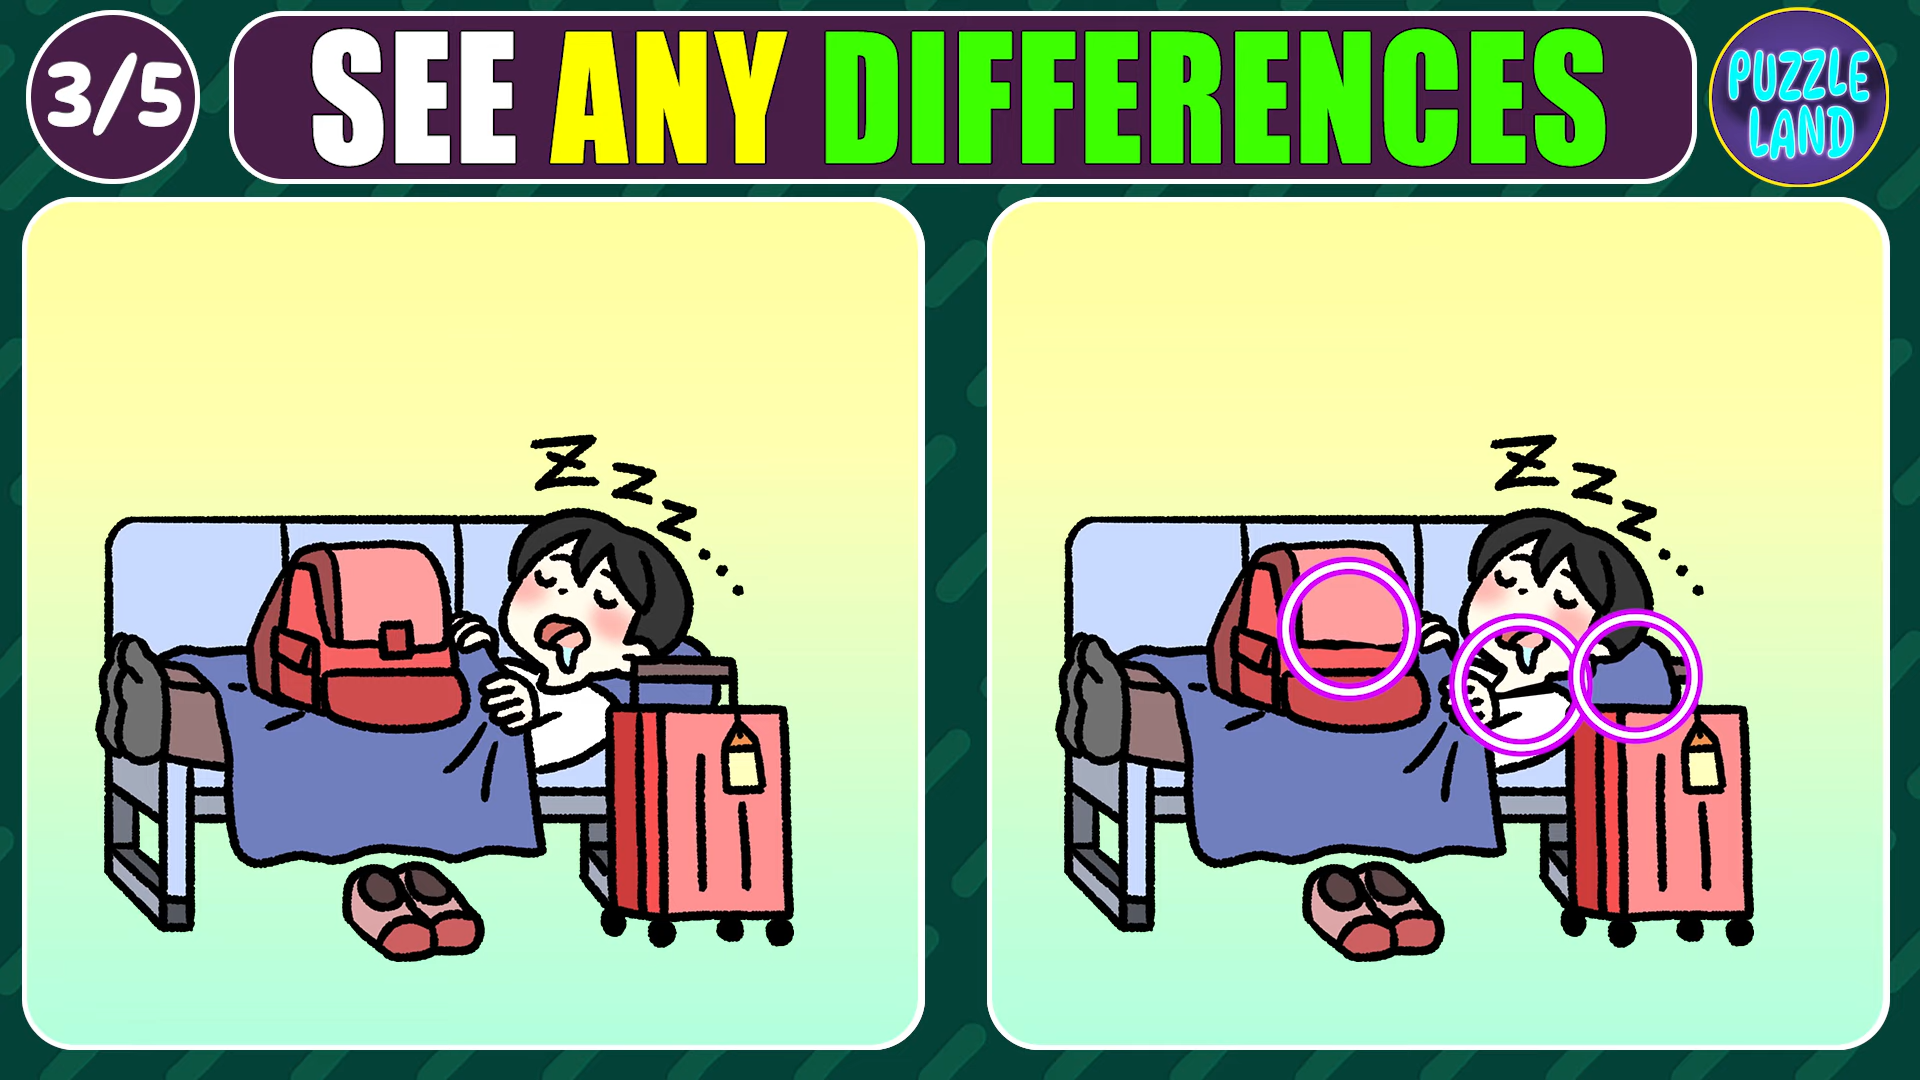 3/5
SEE ANY DIFFERENCES
PUZZLE
LAND
Z Z Z...
Z Z Z...